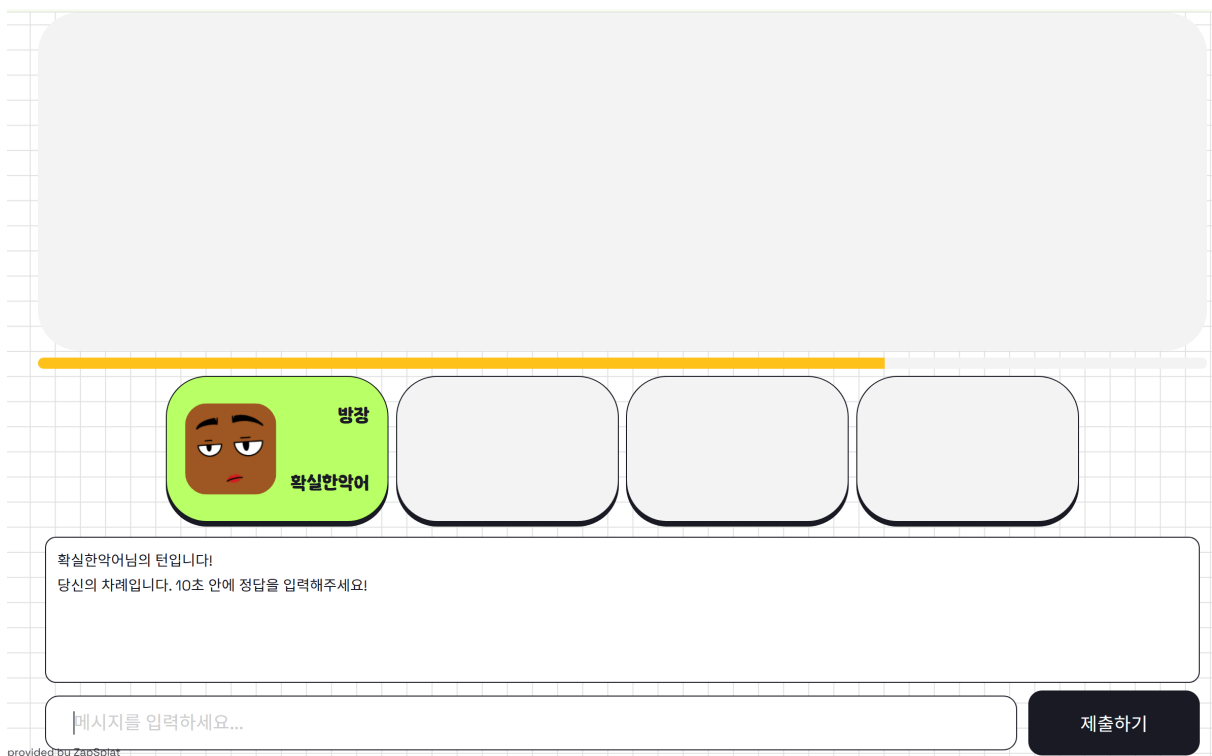 방장
확실한악어
확실한악어님의 턴입니다!
당신의 차례입니다. 10초 안에 정답을 입력해주세요!
메시지를 입력하세요...
제출하기
provided by ZapSplat